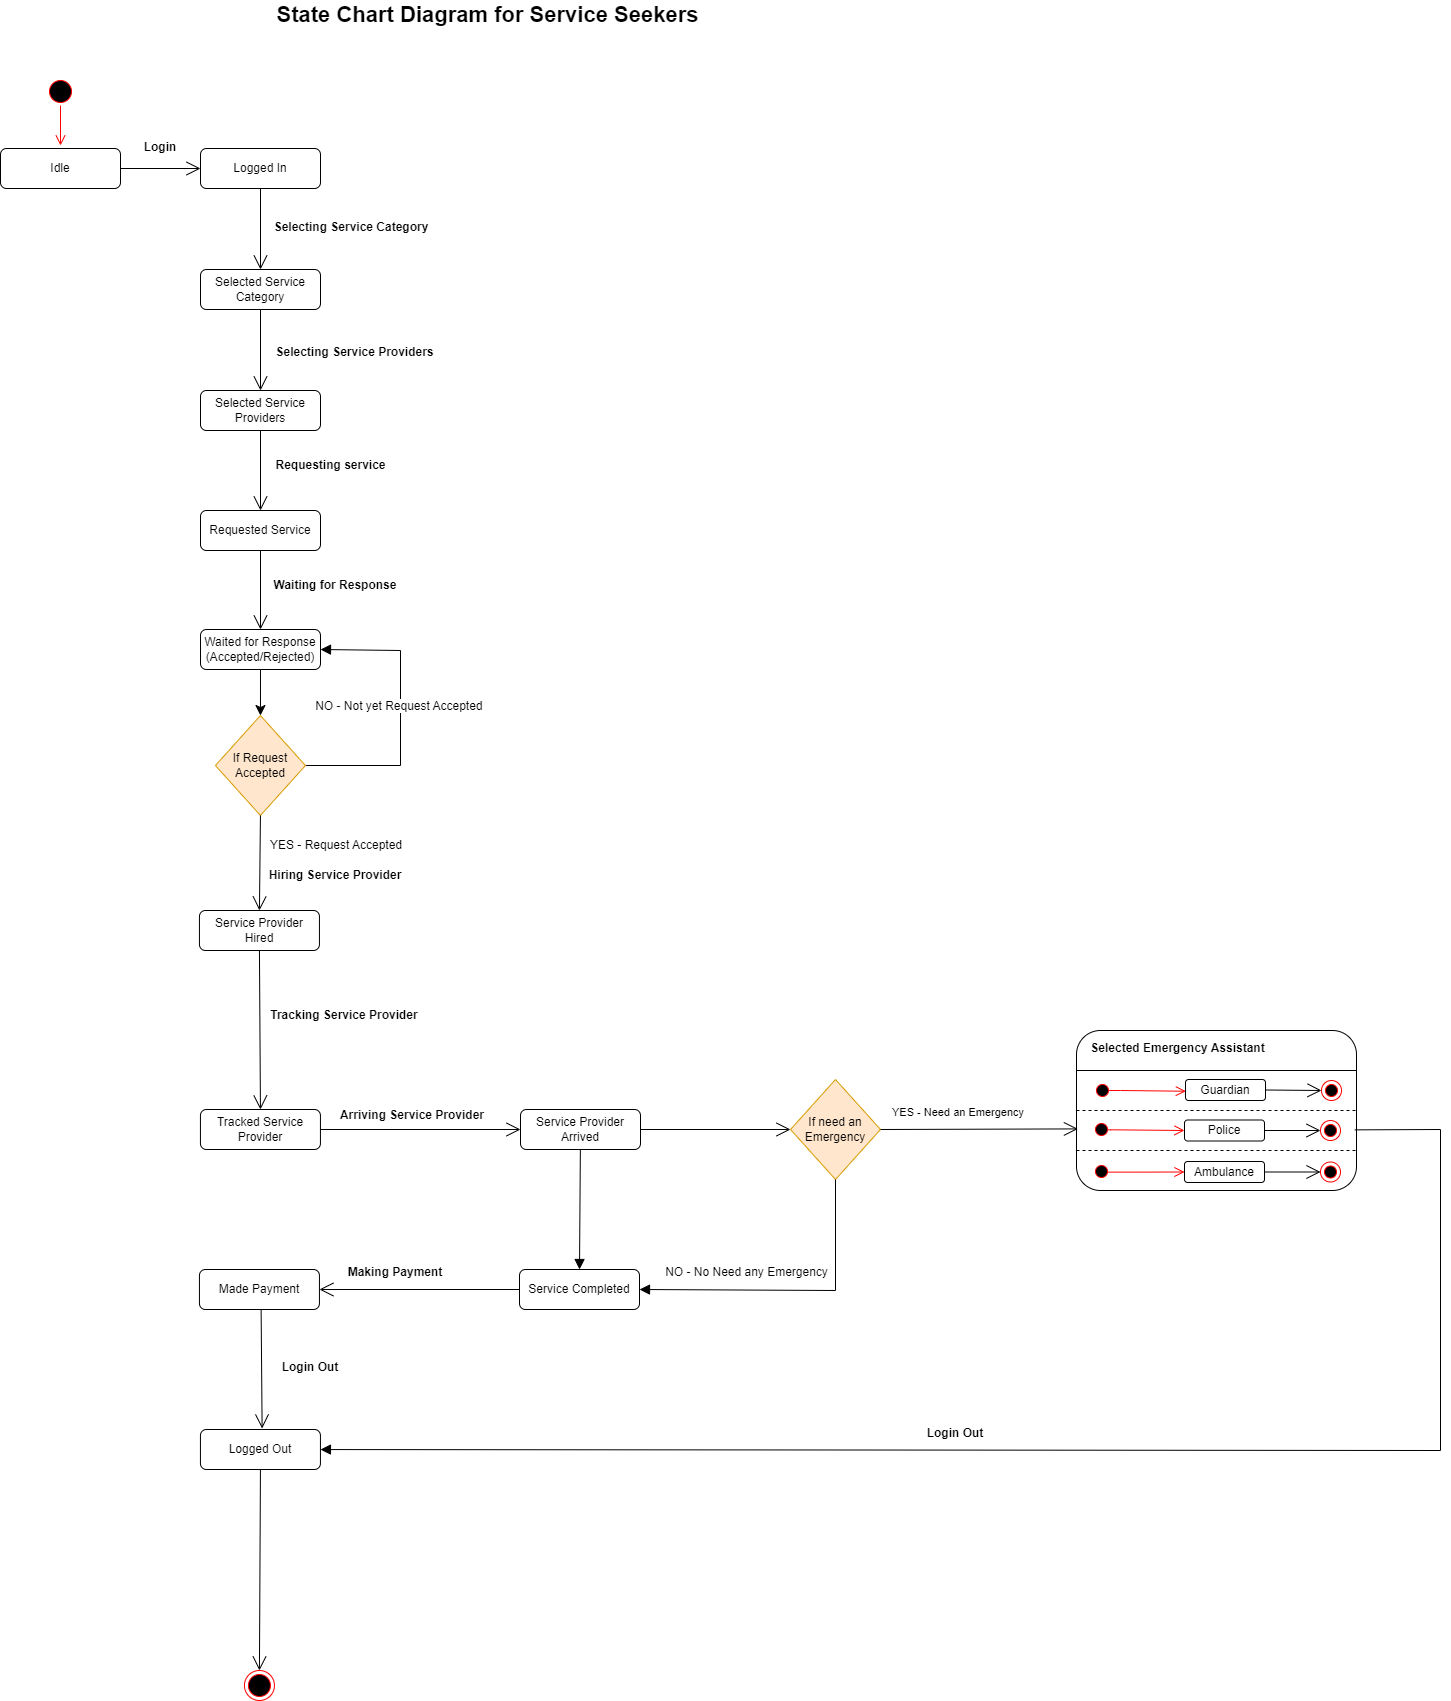 State Chart Diagram for Service Seekers
Login
Idle
Logged In
Selecting Service Category
Selected Service
Category
Selecting Service Providers
Selected Service
Providers
Requesting service
Requested Service
Waiting for Response
Waited for Response
(Accepted/Rejected)
NO - Not yet Request Accepted
If Request
Accepted
YES - Request Accepted
Hiring Service Provider
Service Provider
Hired
Tracking Service Provider
Selected Emergency Assistant
Guardian
Police
Ambulance
Tracked Service
Provider
Arriving Service Provider
Service Provider
Arrived
If need an
Emergency
YES - Need an Emergency
Made Payment
Making Payment
Service Completed
NO - No Need any Emergency
Login Out
Login Out
Logged Out